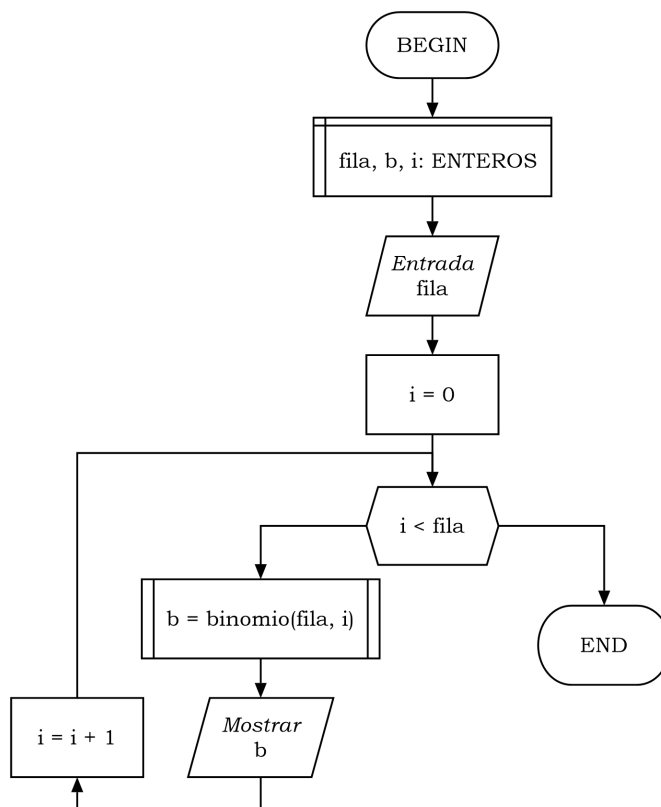 BEGIN
fila, b, i: ENTEROS
Entrada
fila
i = 0
i < fila
b = binomio(fila, i)
END
i = i + 1
Mostrar
b